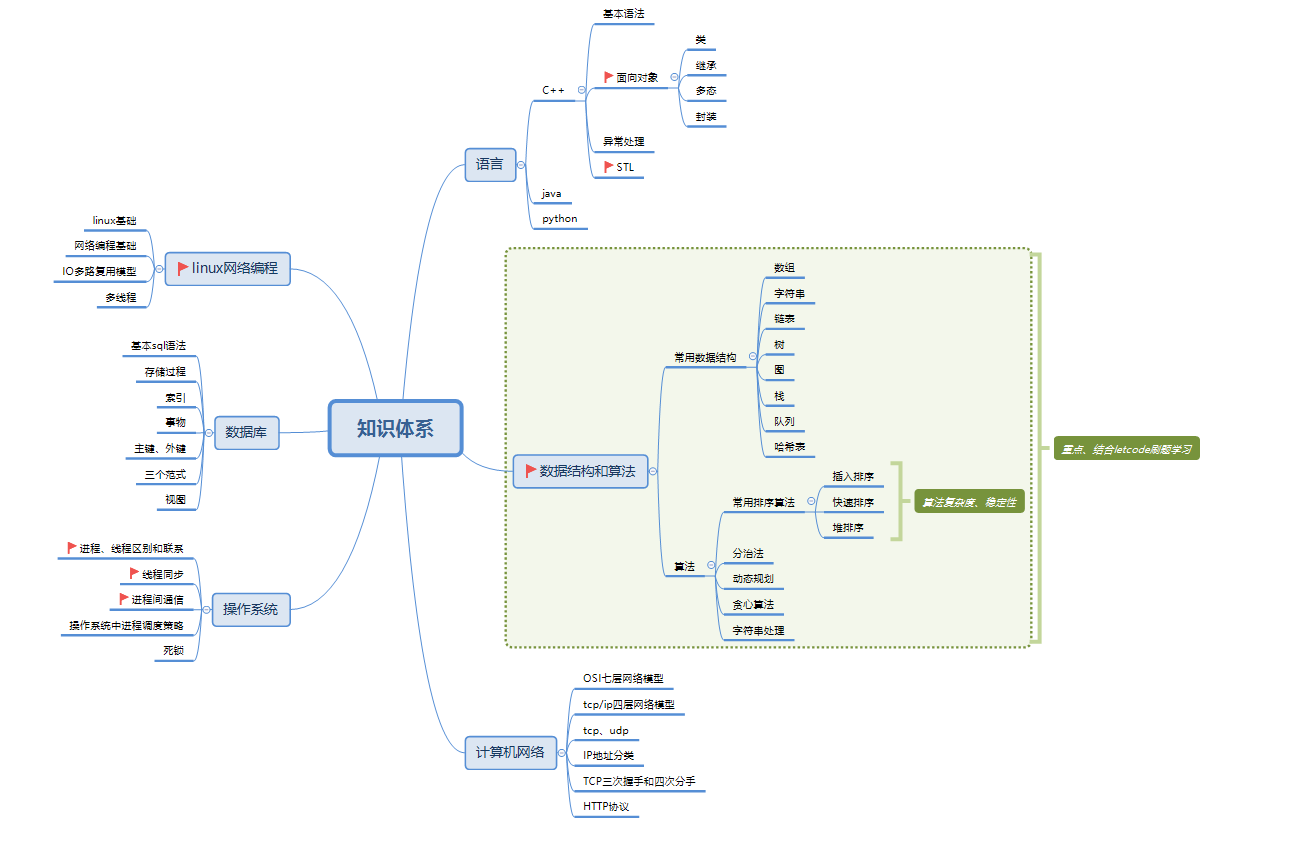 知识体系
语言
C++
基本语法
面向对象
类
继承
多态
封装
异常处理
STL
java
python
数据结构和算法
常用数据结构
数组
字符串
链表
树
图
栈
队列
哈希表
算法
常用排序算法
插入排序
快速排序
堆排序
算法复杂度、稳定性
分治法
动态规划
贪心算法
字符串处理
重点、结合letcode刷题学习
计算机网络
OSI七层网络模型
tcp/ip四层网络模型
tcp、udp
IP地址分类
TCP三次握手和四次分手
HTTP协议
linux网络编程
linux基础
网络编程基础
IO多路复用模型
多线程
数据库
基本sql语法
存储过程
索引
事物
主键、外键
三个范式
视图
操作系统
进程、线程区别和联系
线程同步
进程间通信
操作系统中进程调度策略
死锁